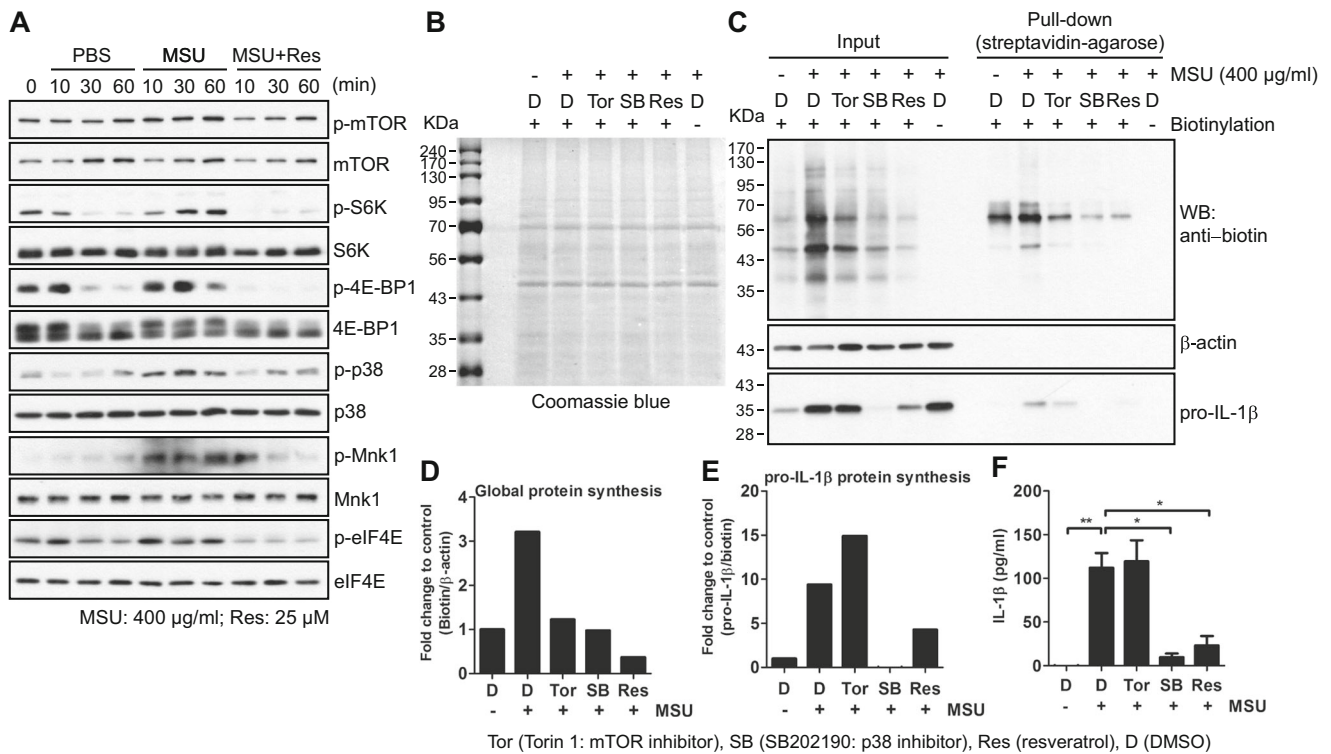 A
PBS MSU MSU+Res
0 10 30 60 10 30 60 10 30 60 (min)
p-mTOR
mTOR
p-S6K
S6K
p-4E-BP1
4E-BP1
p-p38
p38
p-Mnk1
Mnk1
p-eIF4E
eIF4E
MSU: 400 µg/ml; Res: 25 µM
B
- + + + + +
D D Tor SB Res D
KDa + + + + + -
240
170
130
95
70
56
43
35
28
Coomassie blue
C
Input
Pull-down
(streptavidin-agarose)
- + + + + + - + + + + + MSU (400 µg/ml)
D D Tor SB Res D D D Tor SB Res D
KDa + + + + + - + + + + + - Biotinylation
170
130
95
70
56
43
35
WB:
anti–biotin
43
β-actin
43
35
28
pro-IL-1β
D
Global protein synthesis
Fold change to control
(Biotin/β-actin)
4
3
2
1
0
D D Tor SB Res
- + + + + MSU
E
pro-IL-1β protein synthesis
Fold change to control
(pro-IL-1β/biotin)
20
15
10
5
0
D D Tor SB Res
- + + + + MSU
F
IL-1β (pg/ml)
200
150
100
50
0
** * *
D D Tor SB Res
- + + + + MSU
Tor (Torin 1: mTOR inhibitor), SB (SB202190: p38 inhibitor), Res (resveratrol), D (DMSO)